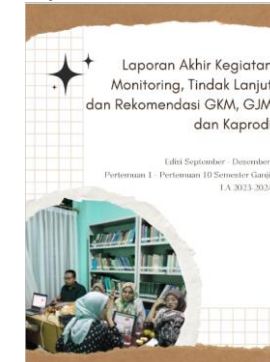 Laporan Akhir Kegiatan
Monitoring, Tindak Lanjut
dan Rekomendasi GKM, GJM
dan Kaprodi
Edisi September - Desember
Pertemuan 1 - Pertemuan 10 Semester Ganjil
T.A 2023-2024